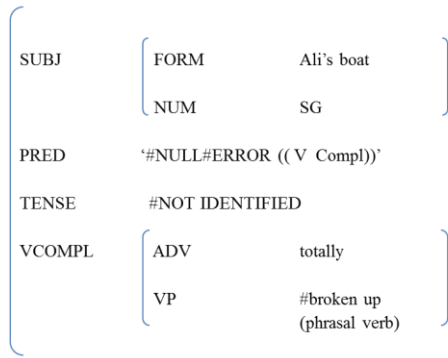 SUBJ FORM Ali’s boat
NUM SG
PRED ‘#NULL#ERROR (( V Compl))’
TENSE #NOT IDENTIFIED
VCOMPL ADV totally
VP #broken up
(phrasal verb)